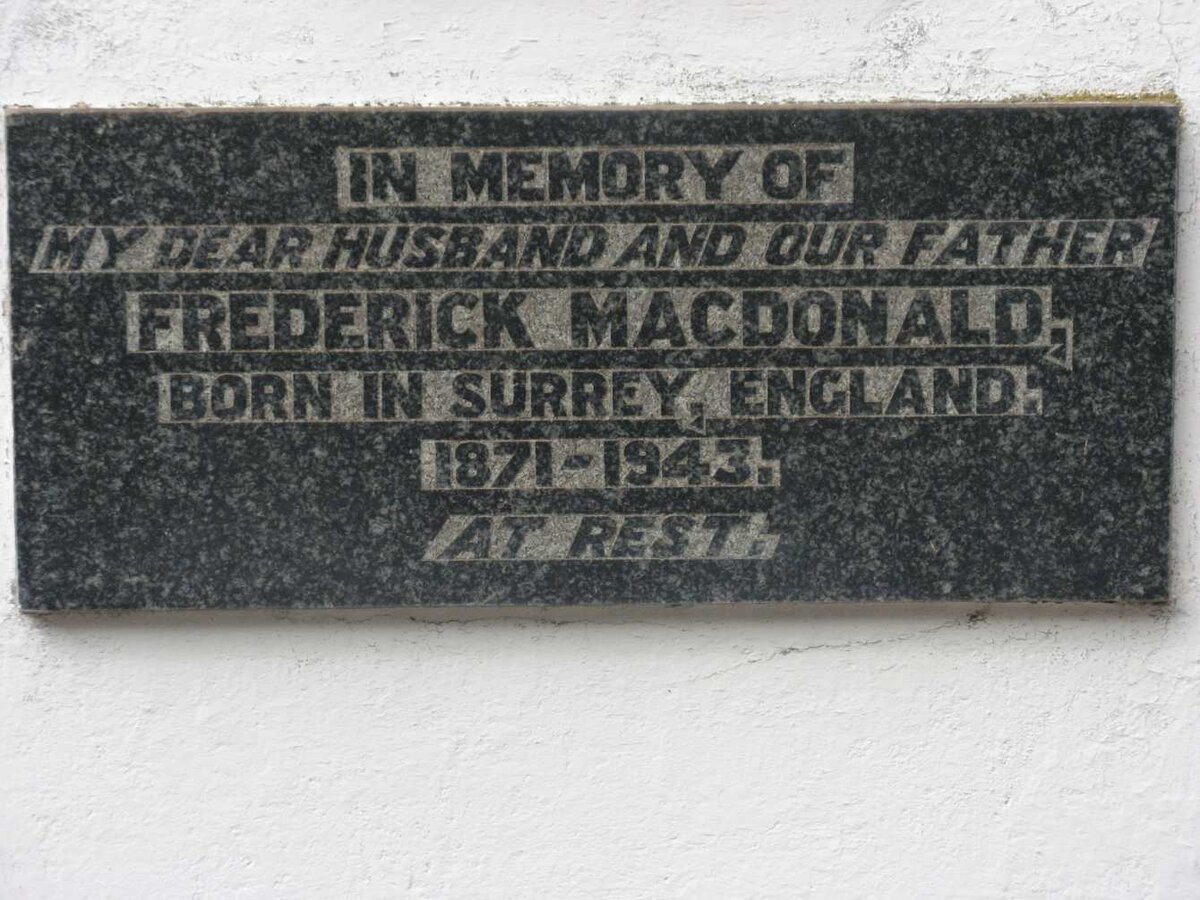 IN MEMORY OF
MY DEAR HUSBAND AND OUR FATHER
FREDERICK MACDONALD,
BORN IN SURREY, ENGLAND.
1871-1943.
AT REST.